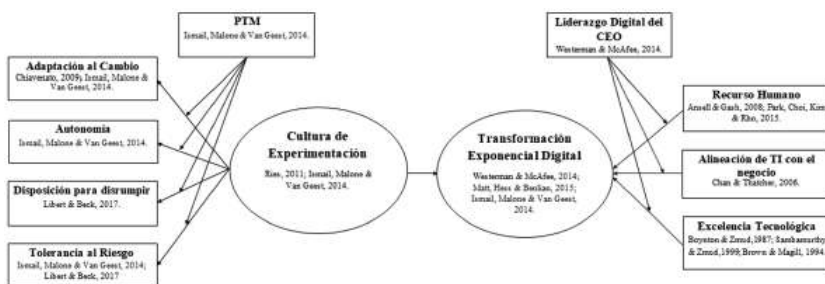 PTM
Ismail, Malone & Van Geest, 2014.
Liderazgo Digital del
CEO
Westerman & McAfee, 2014.
Adaptación al Cambio
Chiavenato, 2009; Ismail, Malone &
Van Geest, 2014.
Autonomía
Ismail, Malone & Van Geest, 2014.
Disposición para disrumpir
Libert & Beck, 2017.
Tolerancia al Riesgo
Ismail, Malone & Van Geest, 2014;
Libert & Beck, 2017
Cultura de
Experimentación
Ries, 2011; Ismail, Malone &
Van Geest, 2014.
Transformación
Exponencial Digital
Westerman & McAfee, 2014;
Matt, Hess & Benlian, 2015;
Ismail, Malone & Van Geest,
2014.
Recurso Humano
Ansell & Gash, 2008; Park, Choi, Kim
& Rho, 2015.
Alineación de TI con el
negocio
Chan & Thatcher, 2006.
Excelencia Tecnológica
Boynton & Zmud,1987; Sambamurthy
& Zmud,1999; Brown & Magill, 1994.